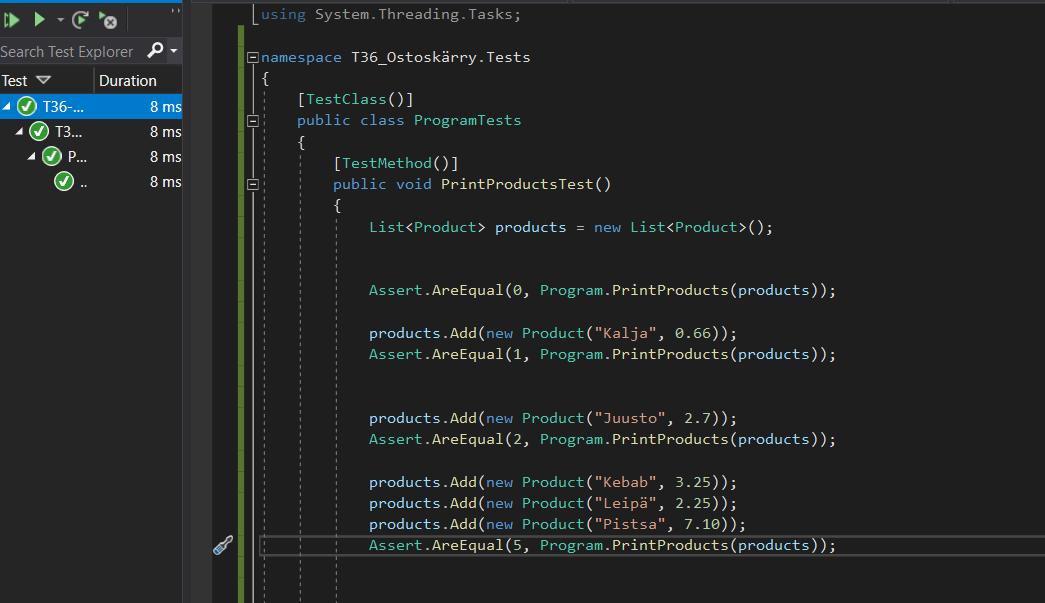 Search Test Explorer
Test Duration
T36-... 8 ms
T3... 8 ms
P... 8 ms
.. 8 ms
using System.Threading.Tasks;
namespace T36_Ostoskärry.Tests
{
[TestClass()]
public class ProgramTests
{
[TestMethod()]
public void PrintProductsTest()
{
List<Product> products = new List<Product>();
Assert.AreEqual(0, Program.PrintProducts(products));
products.Add(new Product("Kalja", 0.66));
Assert.AreEqual(1, Program.PrintProducts(products));
products.Add(new Product("Juusto", 2.7));
Assert.AreEqual(2, Program.PrintProducts(products));
products.Add(new Product("Kebab", 3.25));
products.Add(new Product("Leipä", 2.25));
products.Add(new Product("Pistsa", 7.10));
Assert.AreEqual(5, Program.PrintProducts(products));